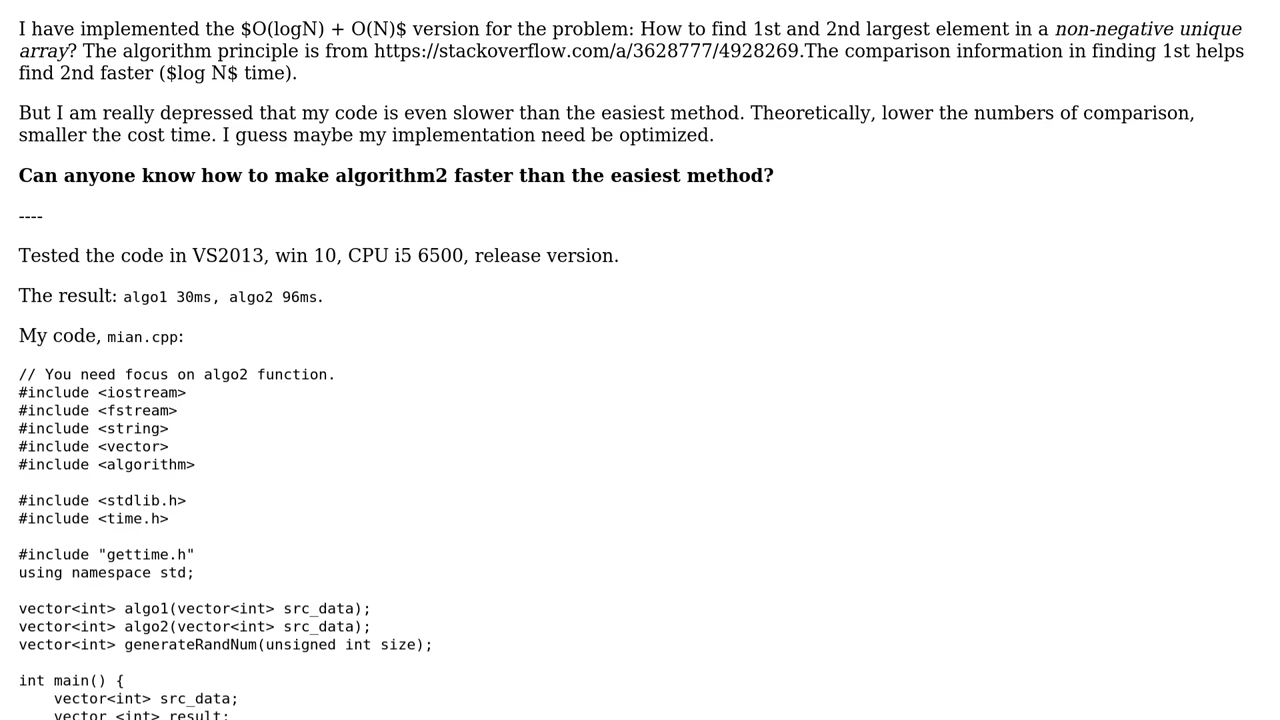 I have implemented the $O(logN) + O(N)$ version for the problem: How to find 1st and 2nd largest element in a non-negative unique
array? The algorithm principle is from https://stackoverflow.com/a/3628777/4928269.The comparison information in finding 1st helps
find 2nd faster ($log N$ time).
But I am really depressed that my code is even slower than the easiest method. Theoretically, lower the numbers of comparison,
smaller the cost time. I guess maybe my implementation need be optimized.
Can anyone know how to make algorithm2 faster than the easiest method?
----
Tested the code in VS2013, win 10, CPU i5 6500, release version.
The result: algo1 30ms, algo2 96ms.
My code, mian.cpp:
// You need focus on algo2 function.
#include <iostream>
#include <fstream>
#include <string>
#include <vector>
#include <algorithm>
#include <stdlib.h>
#include <time.h>
#include "gettime.h"
using namespace std;
vector<int> algo1(vector<int> src_data);
vector<int> algo2(vector<int> src_data);
vector<int> generateRandNum(unsigned int size);
int main() {
    vector<int> src_data;
    vector <int> result;